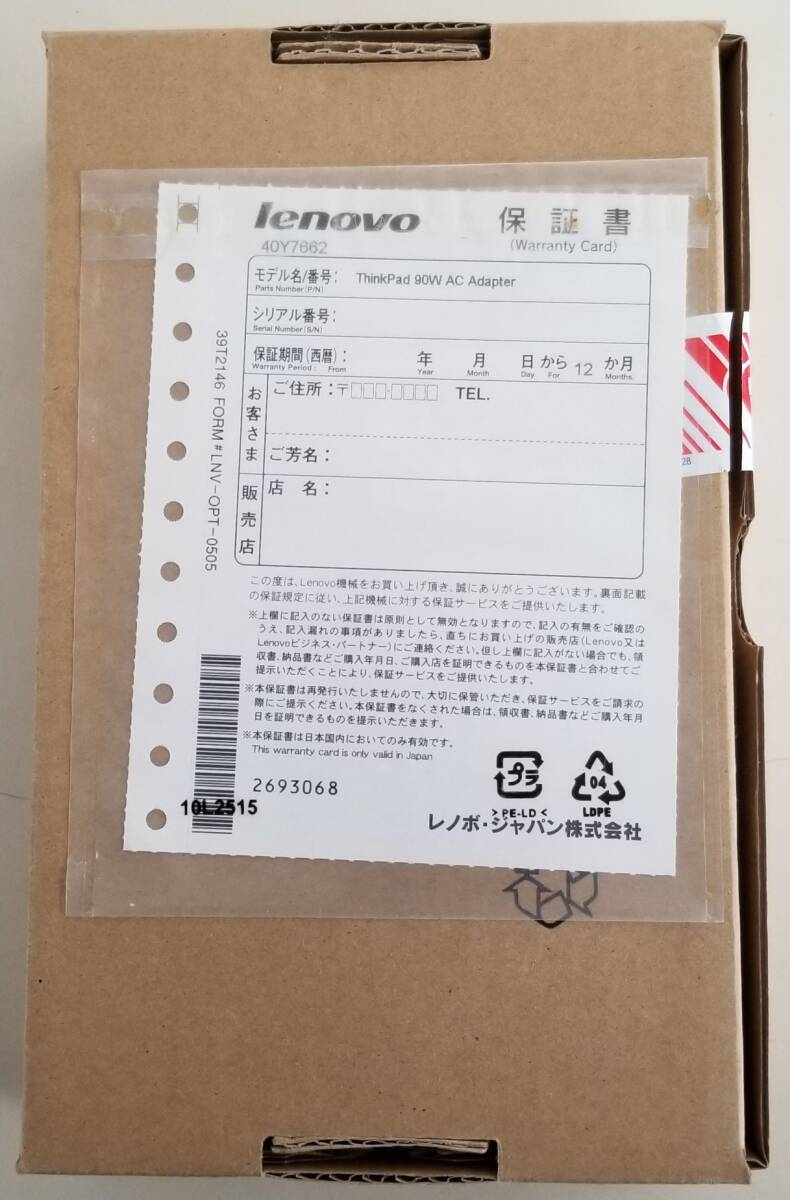 lenovo 保 証 書
(Warranty Card)
40Y7662
モデル名/番号： ThinkPad 90W AC Adapter
Parts Number (P/N)
シリアル番号：
Serial Number (S/N)
保証期間(西暦)： 年 月 日 から 12 か月
Warranty Period : From Year Month Day For Months.
お客さま
ご住所：〒□□□-□□□□ TEL.
ご芳名：
販売店
店 名：
この度は、Lenovo機械をお買い上げ頂き、誠にありがとうございます。裏面記載
の保証規定に従い、上記機械に対する保証サービスをご提供いたします。
※上欄に記入のない保証書は原則として無効となりますので、記入の有無をご確認の
うえ、記入漏れの事項がありましたら、直ちにお買い上げの販売店(Lenovo又は
Lenovoビジネス・パートナー)にご連絡ください。但し上欄に記入がない場合でも、領
収書、納品書などご購入年月日、ご購入店を証明できるものを本保証書と合わせてご
提示いただくことにより、保証サービスをご提供いたします。
※本保証書は再発行いたしませんので、大切に保管いただき、保証サービスをご請求の
際にご提示ください。本保証書をなくされた場合は、領収書、納品書などご購入年月
日を証明できるものを提示いただきます。
※本保証書は日本国内においてのみ有効です。
This warranty card is only valid in Japan
2693068
10L2515
プラ
>PE-LD<
04
LDPE
レノボ・ジャパン株式会社
39T2146 FORM#LNV-OPT-0505
28